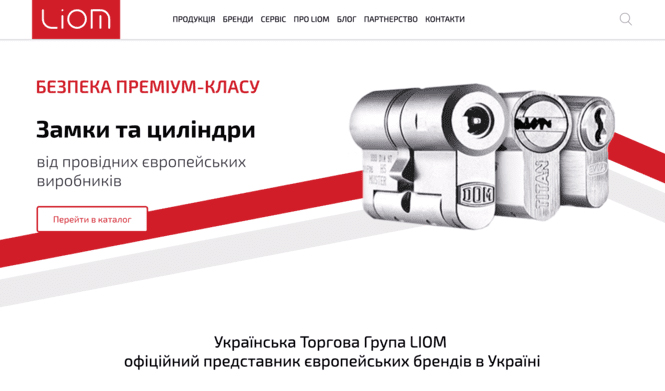 LIOM
ПРОДУКЦІЯ БРЕНДИ СЕРВІС ПРО LIOM БЛОГ ПАРТНЕРСТВО КОНТАКТИ
БЕЗПЕКА ПРЕМІУМ-КЛАСУ
Замки та циліндри
від провідних європейських
виробників
Перейти в каталог
DOM
TITAN
Українська Торгова Група LIOM
офіційний представник європейських брендів в Україні